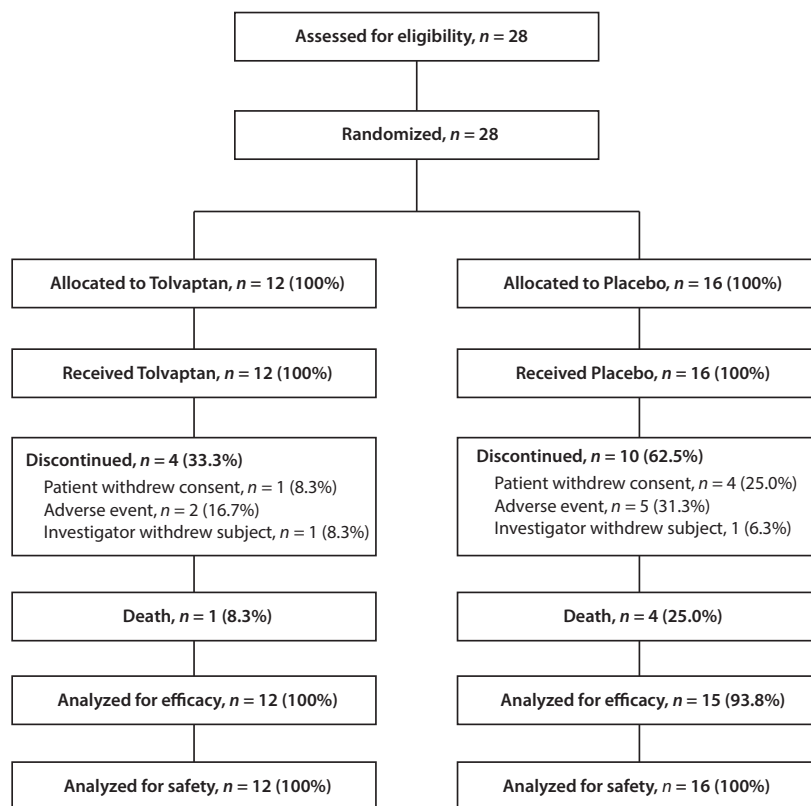 Assessed for eligibility, n = 28
Randomized, n = 28
Allocated to Tolvaptan, n = 12 (100%)
Allocated to Placebo, n = 16 (100%)
Received Tolvaptan, n = 12 (100%)
Received Placebo, n = 16 (100%)
Discontinued, n = 4 (33.3%)
Patient withdrew consent, n = 1 (8.3%)
Adverse event, n = 2 (16.7%)
Investigator withdrew subject, n = 1 (8.3%)
Discontinued, n = 10 (62.5%)
Patient withdrew consent, n = 4 (25.0%)
Adverse event, n = 5 (31.3%)
Investigator withdrew subject, 1 (6.3%)
Death, n = 1 (8.3%)
Death, n = 4 (25.0%)
Analyzed for efficacy, n = 12 (100%)
Analyzed for efficacy, n = 15 (93.8%)
Analyzed for safety, n = 12 (100%)
Analyzed for safety, n = 16 (100%)